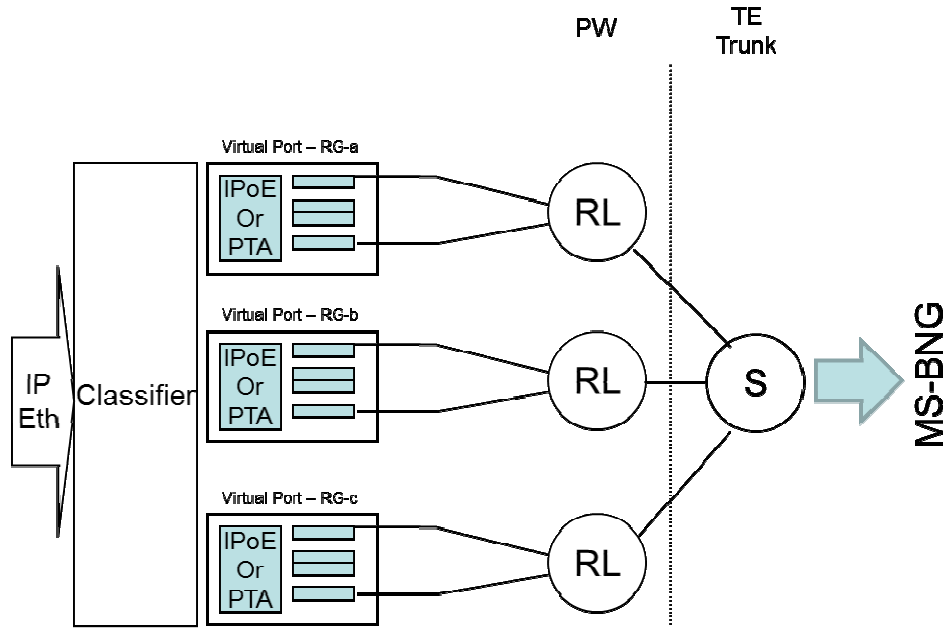 PW
TE
Trunk
Virtual Port – RG-a
IPoE
Or
PTA
RL
Virtual Port – RG-b
IPoE
Or
PTA
RL
Virtual Port – RG-c
IPoE
Or
PTA
RL
IP
Eth
Classifier
S
MS-BNG